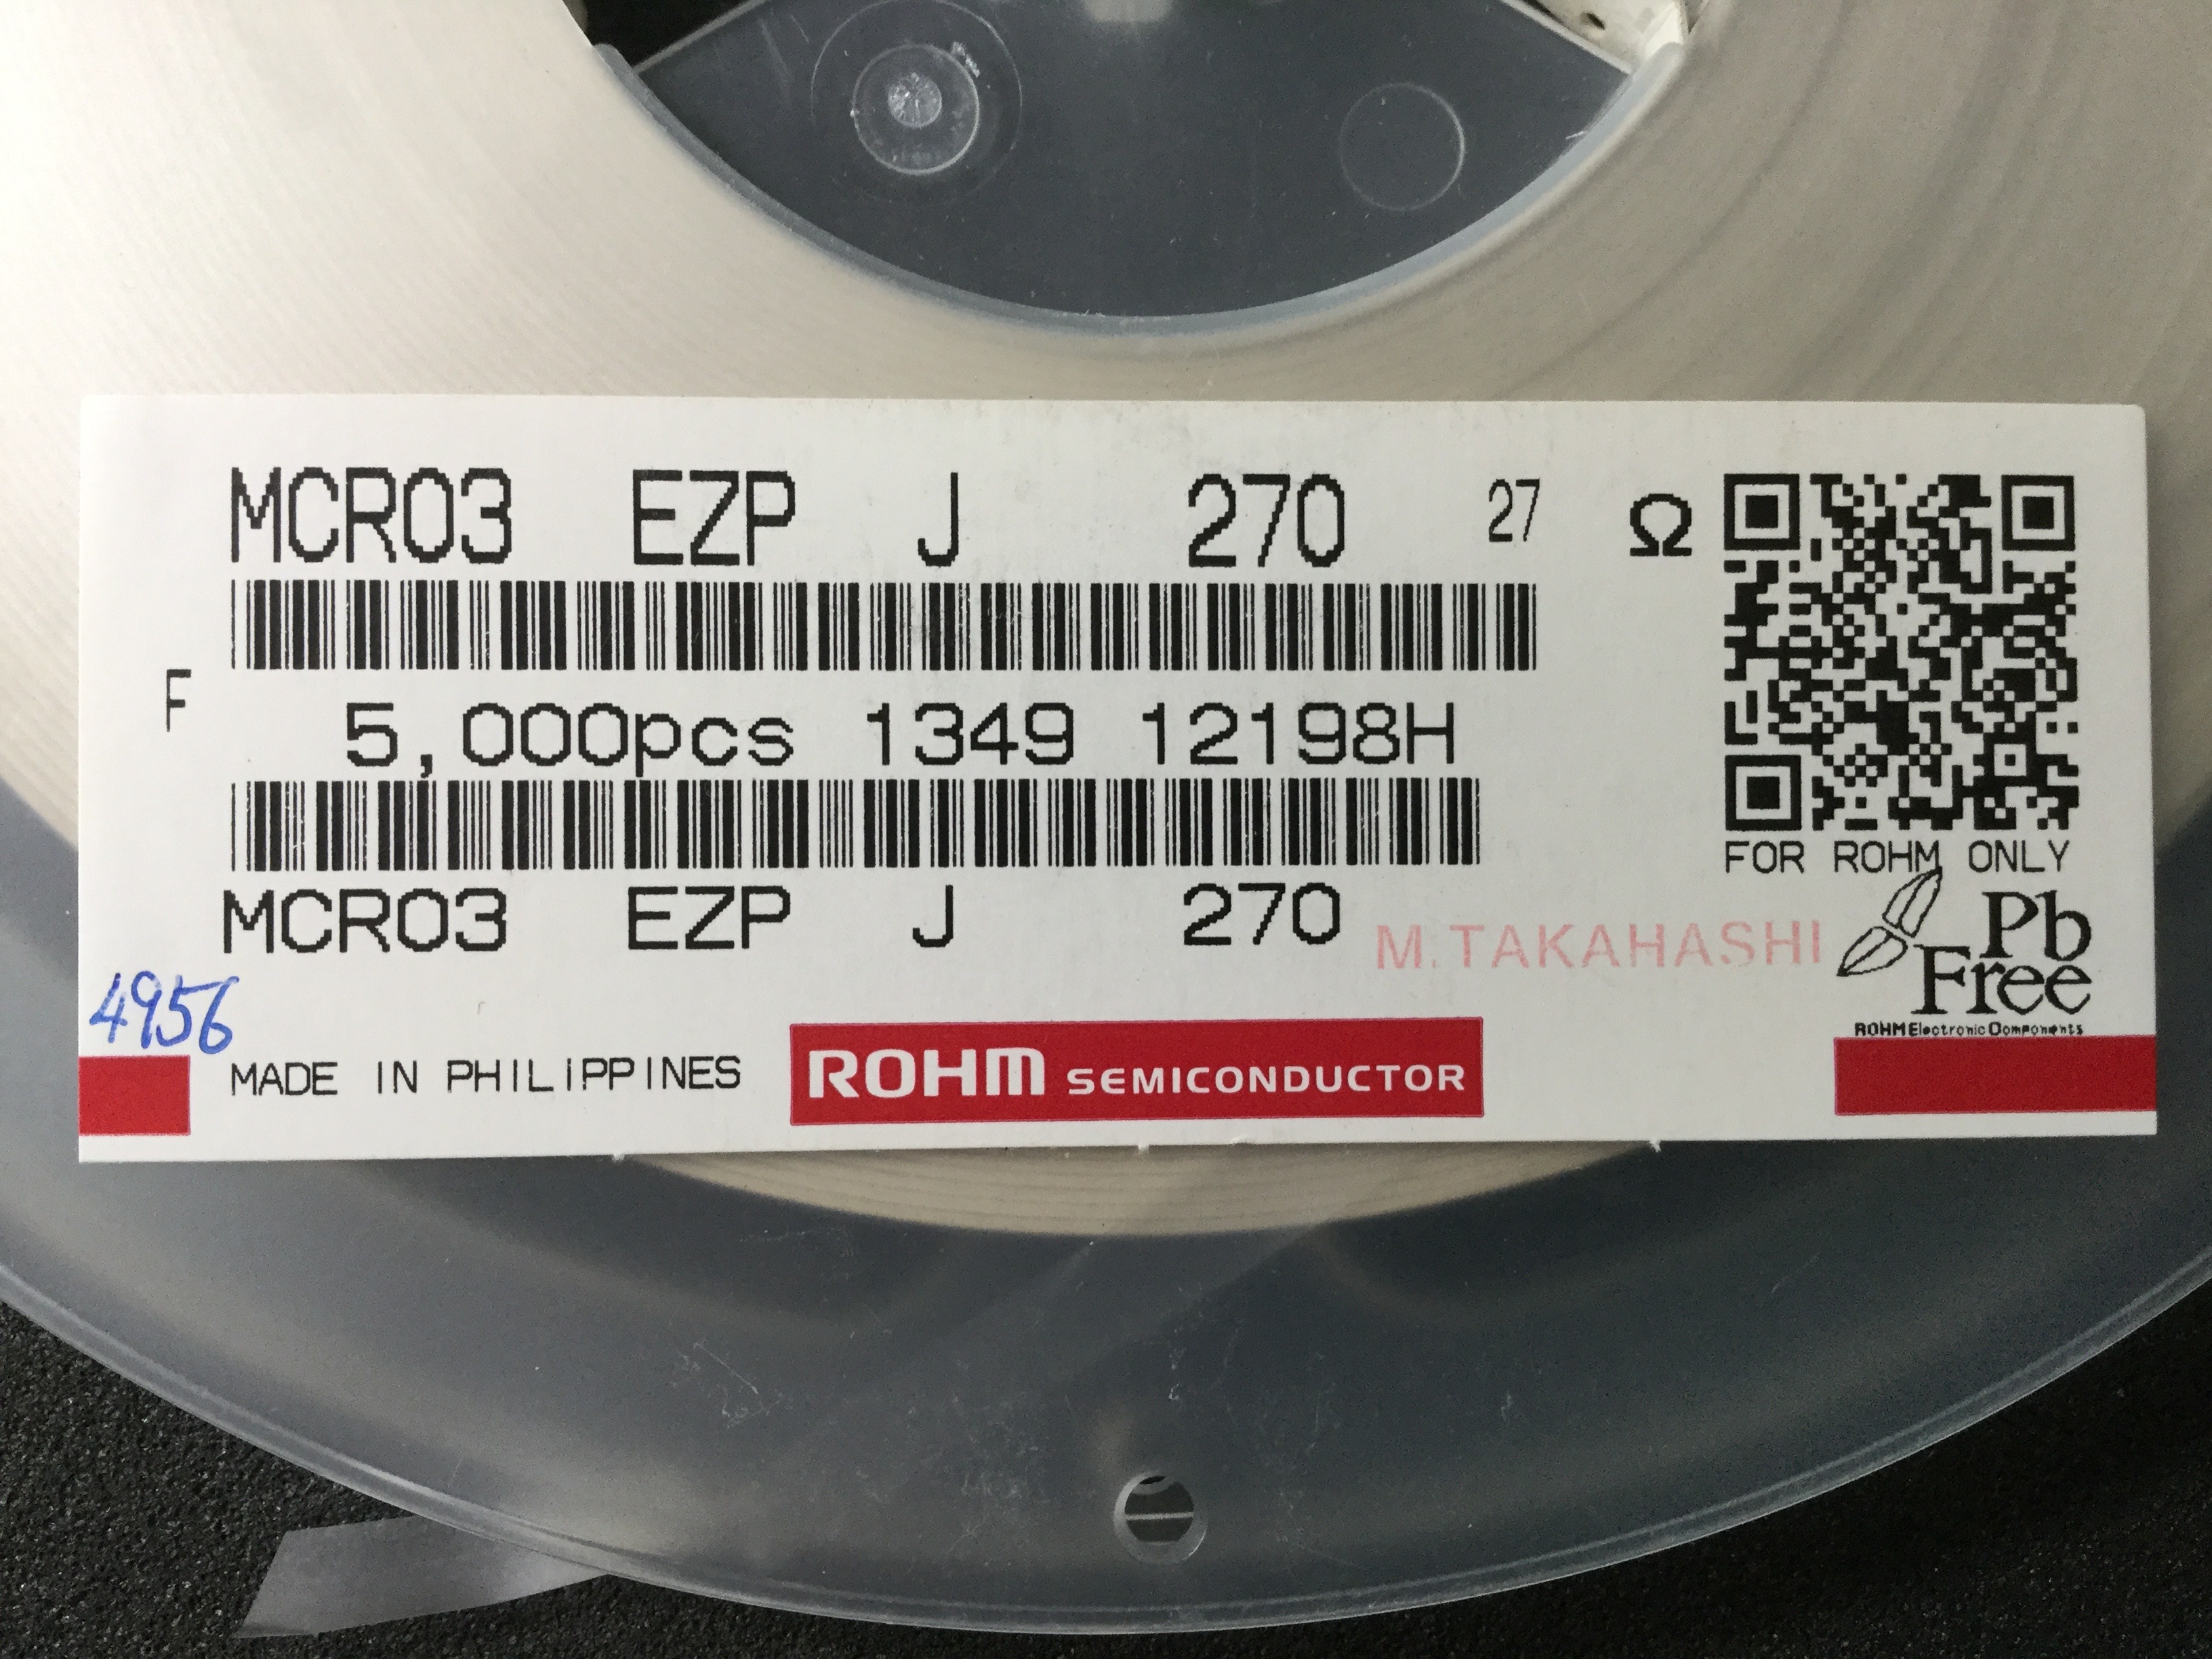 MCR03 EZP J 270 27 Ω
F
5,000pcs 1349 12198H
FOR ROHM ONLY
MCR03 EZP J 270
M.TAKAHASHI
Pb
Free
ROHM Electronic Components
4956
MADE IN PHILIPPINES
ROHM SEMICONDUCTOR